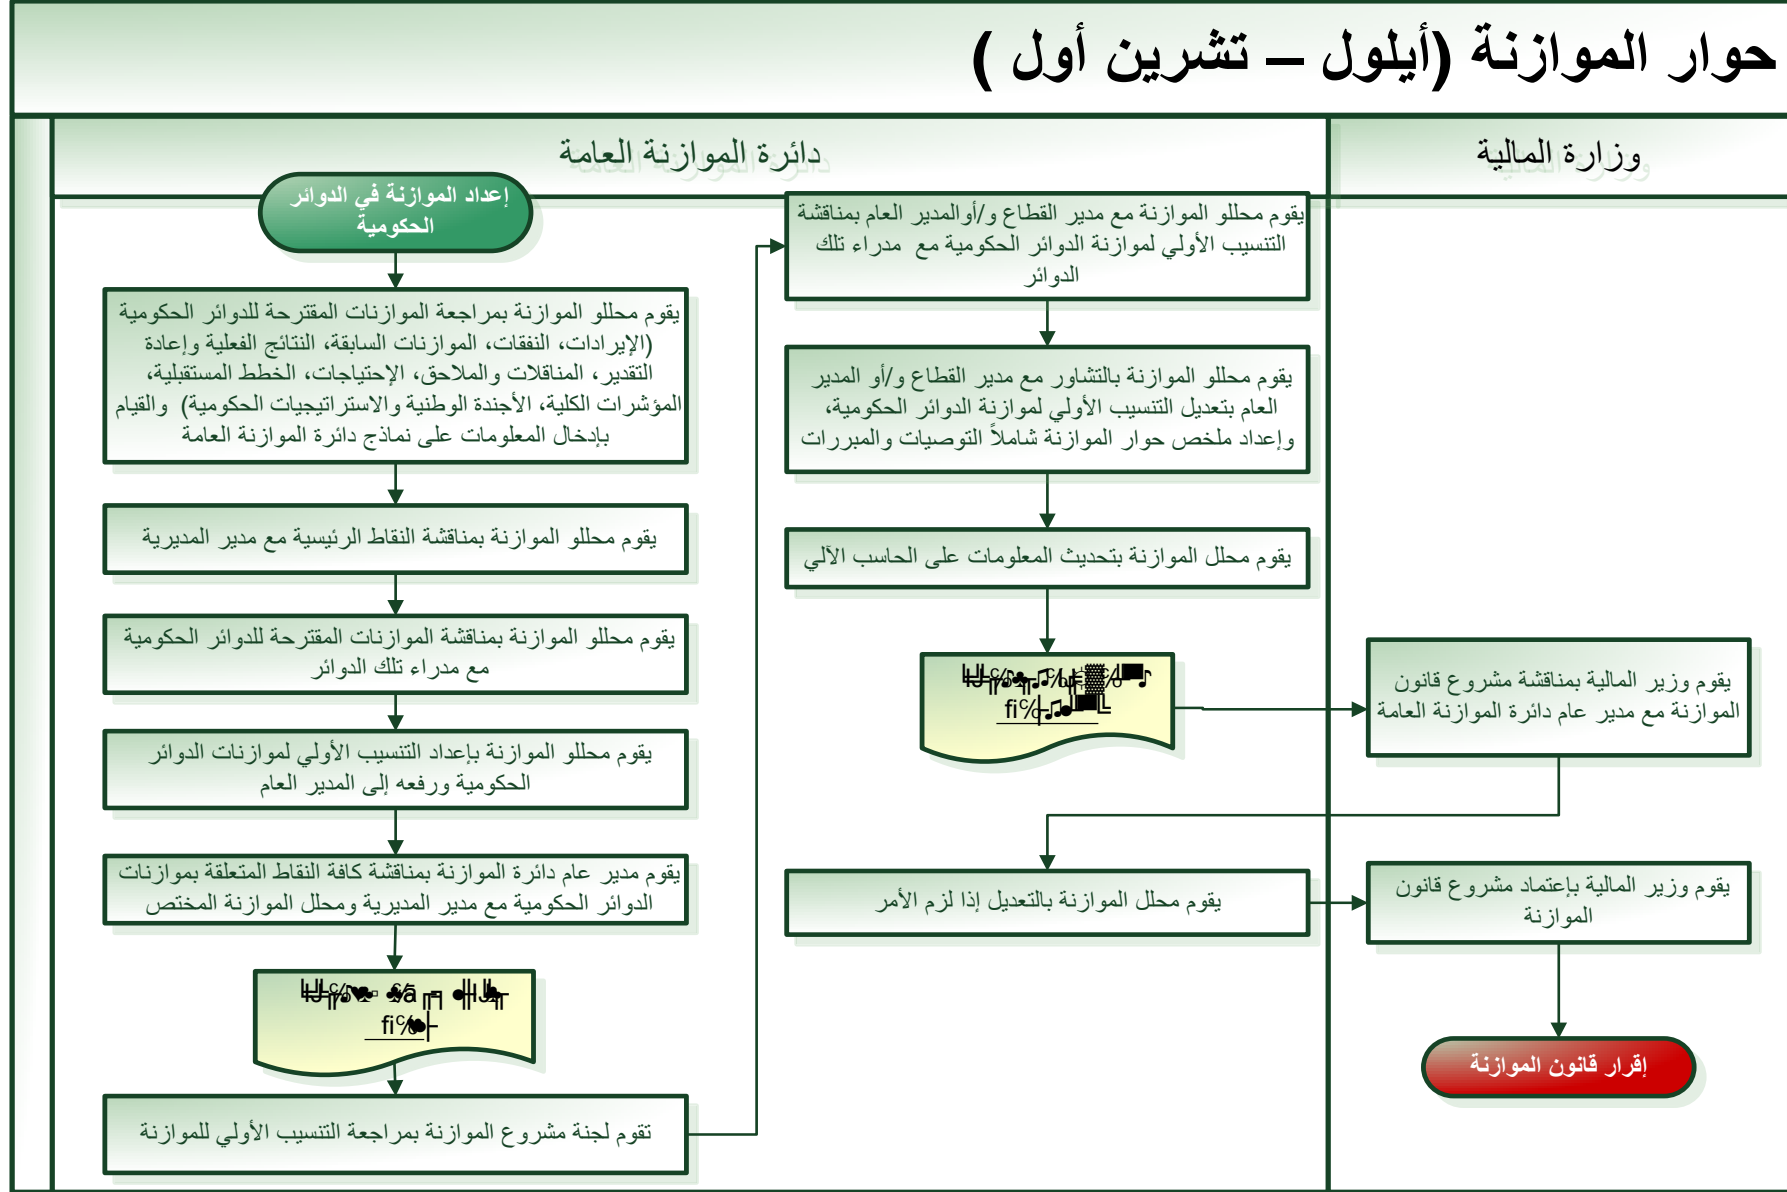 حوار الموازنة (أيلول – تشرين أول )
دائرة الموازنة العامة
وزارة المالية
إعداد الموازنة في الدوائر
الحكومية
يقوم محللو الموازنة بمراجعة الموازنات المقترحة للدوائر الحكومية
(الإيرادات، النفقات، الموازنات السابقة، النتائج الفعلية وإعادة
التقدير، المناقلات والملاحق، الإحتياجات، الخطط المستقبلية،
المؤشرات الكلية، الأجندة الوطنية والاستراتيجيات الحكومية) والقيام
بإدخال المعلومات على نماذج دائرة الموازنة العامة
يقوم محللو الموازنة بمناقشة النقاط الرئيسية مع مدير المديرية
يقوم محللو الموازنة بمناقشة الموازنات المقترحة للدوائر الحكومية
مع مدراء تلك الدوائر
يقوم محللو الموازنة بإعداد التنسيب الأولي لموازنات الدوائر
الحكومية ورفعه إلى المدير العام
يقوم مدير عام دائرة الموازنة بمناقشة كافة النقاط المتعلقة بموازنات
الدوائر الحكومية مع مدير المديرية ومحلل الموازنة المختص
تقوم لجنة مشروع الموازنة بمراجعة التنسيب الأولي للموازنة
يقوم محللو الموازنة مع مدير القطاع و/أوالمدير العام بمناقشة
التنسيب الأولي لموازنة الدوائر الحكومية مع مدراء تلك
الدوائر
يقوم محللو الموازنة بالتشاور مع مدير القطاع و/أو المدير
العام بتعديل التنسيب الأولي لموازنة الدوائر الحكومية،
وإعداد ملخص حوار الموازنة شاملاً التوصيات والمبررات
يقوم محلل الموازنة بتحديث المعلومات على الحاسب الآلي
يقوم وزير المالية بمناقشة مشروع قانون
الموازنة مع مدير عام دائرة الموازنة العامة
يقوم محلل الموازنة بالتعديل إذا لزم الأمر
يقوم وزير المالية بإعتماد مشروع قانون
الموازنة
إقرار قانون الموازنة